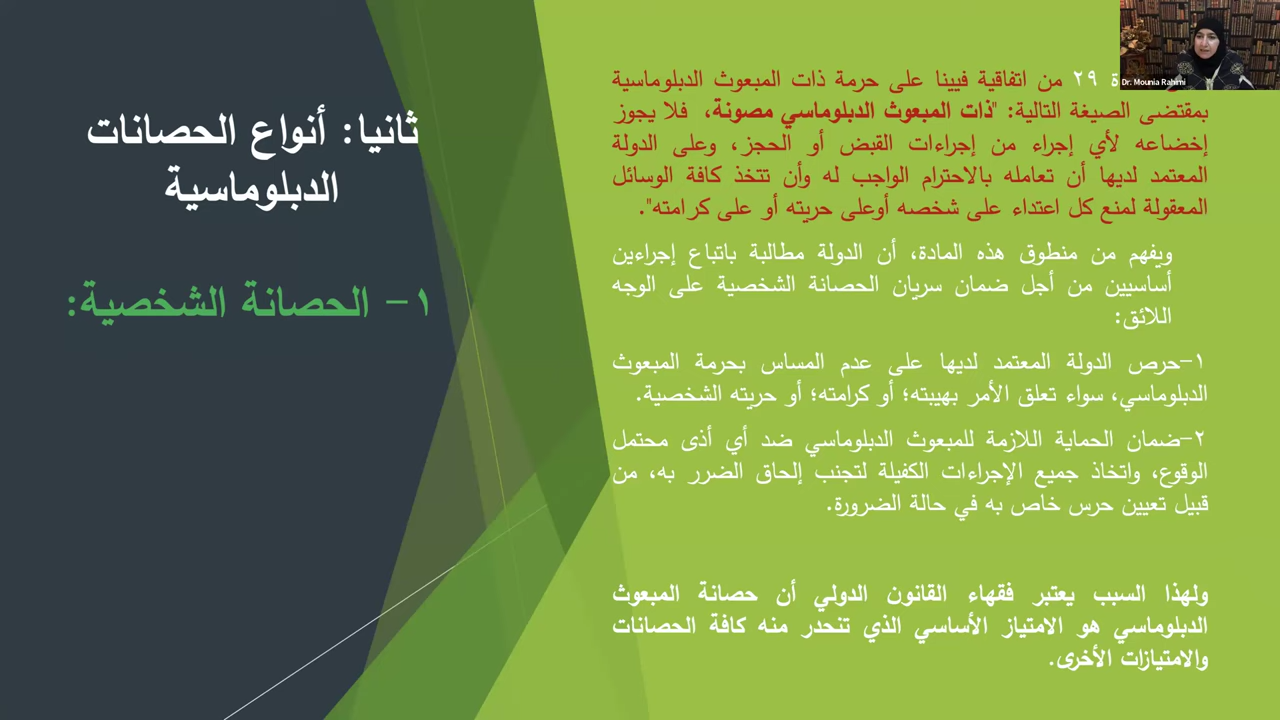 ثانيا: أنواع الحصانات
الدبلوماسية
١- الحصانة الشخصية:
٢٩ من اتفاقية فيينا على حرمة ذات المبعوث الدبلوماسية
بمقتضى الصيغة التالية: "ذات المبعوث الدبلوماسي مصونة، فلا يجوز
إخضاعه لأي إجراء من إجراءات القبض أو الحجز، وعلى الدولة
المعتمد لديها أن تعامله بالاحترام الواجب له وأن تتخذ كافة الوسائل
المعقولة لمنع كل اعتداء على شخصه أوعلى حريته أو على كرامته".
ويفهم من منطوق هذه المادة، أن الدولة مطالبة باتباع إجراءين
أساسيين من أجل ضمان سريان الحصانة الشخصية على الوجه
اللائق:
١-حرص الدولة المعتمد لديها على عدم المساس بحرمة المبعوث
الدبلوماسي، سواء تعلق الأمر بهيبته؛ أو كرامته؛ أو حريته الشخصية.
٢-ضمان الحماية اللازمة للمبعوث الدبلوماسي ضد أي أذى محتمل
الوقوع، واتخاذ جميع الإجراءات الكفيلة لتجنب إلحاق الضرر به، من
قبيل تعيين حرس خاص به في حالة الضرورة.
ولهذا السبب يعتبر فقهاء القانون الدولي أن حصانة المبعوث
الدبلوماسي هو الامتياز الأساسي الذي تنحدر منه كافة الحصانات
والامتيازات الأخرى.
Dr. Mounia Rahimi